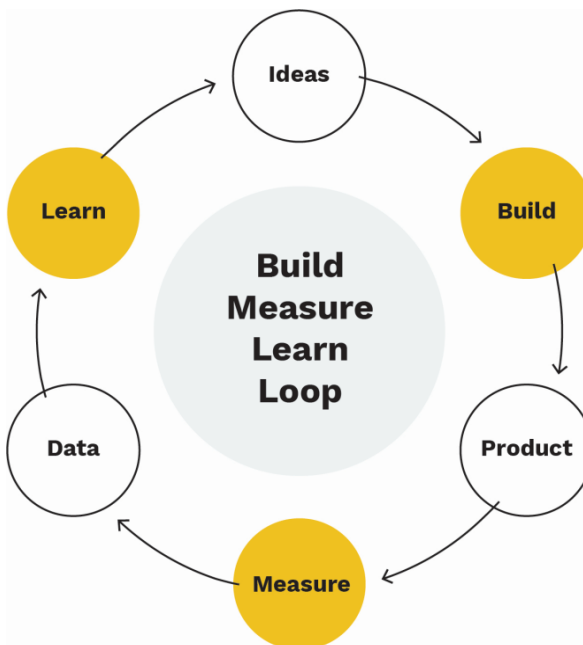 Ideas
Learn
Build
Build
Measure
Learn
Loop
Data
Product
Measure